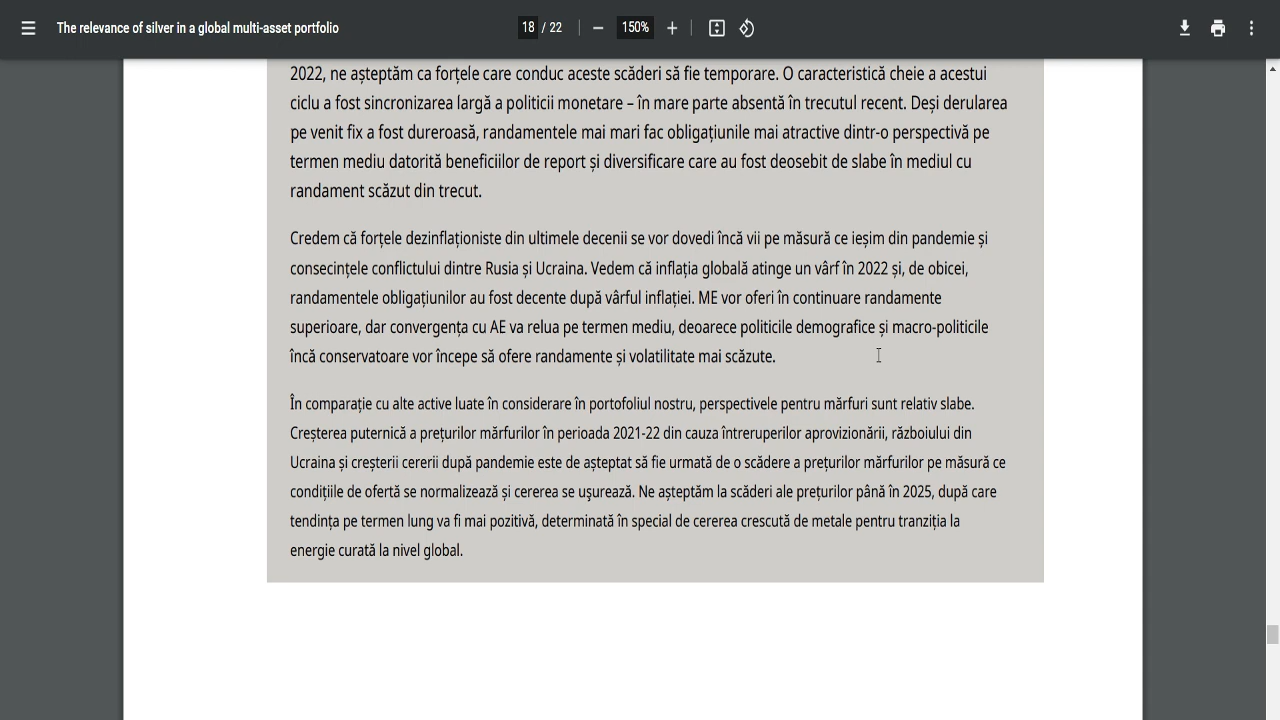 The relevance of silver in a global multi-asset portfolio
18 / 22
150%
2022, ne așteptăm ca forțele care conduc aceste scăderi să fie temporare. O caracteristică cheie a acestui
ciclu a fost sincronizarea largă a politicii monetare – în mare parte absentă în trecutul recent. Deși derularea
pe venit fix a fost dureroasă, randamentele mai mari fac obligațiunile mai atractive dintr-o perspectivă pe
termen mediu datorită beneficiilor de report și diversificare care au fost deosebit de slabe în mediul cu
randament scăzut din trecut.
Credem că forțele dezinflaționiste din ultimele decenii se vor dovedi încă vii pe măsură ce ieșim din pandemie și
consecințele conflictului dintre Rusia și Ucraina. Vedem că inflația globală atinge un vârf în 2022 și, de obicei,
randamentele obligațiunilor au fost decente după vârful inflației. ME vor oferi în continuare randamente
superioare, dar convergența cu AE va relua pe termen mediu, deoarece politicile demografice și macro-politicile
încă conservatoare vor începe să ofere randamente și volatilitate mai scăzute.
În comparație cu alte active luate în considerare în portofoliul nostru, perspectivele pentru mărfuri sunt relativ slabe.
Creșterea puternică a prețurilor mărfurilor în perioada 2021-22 din cauza întreruperilor aprovizionării, războiului din
Ucraina și creșterii cererii după pandemie este de așteptat să fie urmată de o scădere a prețurilor mărfurilor pe măsură ce
condițiile de ofertă se normalizează și cererea se ușurează. Ne așteptăm la scăderi ale prețurilor până în 2025, după care
tendința pe termen lung va fi mai pozitivă, determinată în special de cererea crescută de metale pentru tranziția la
energie curată la nivel global.